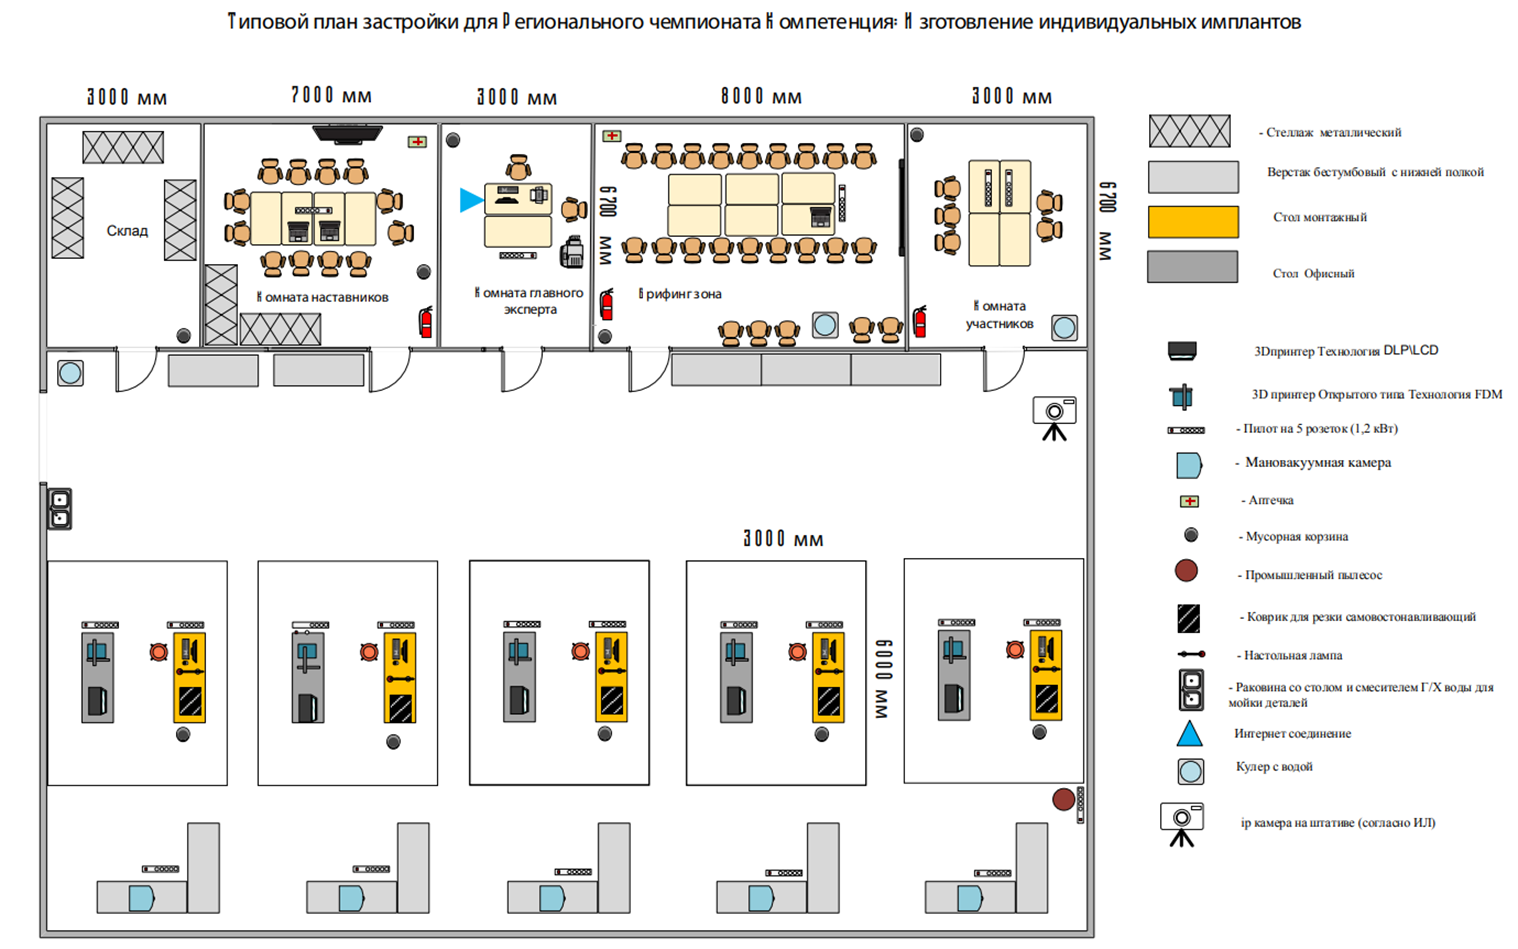 Типовой план застройки для Регионального чемпионата Компетенция: Изготовление индивидуальных имплантов
3000 мм
7000 мм
3000 мм
8000 мм
3000 мм
Склад
Комната наставников
Комната главного
эксперта
6700 мм
Брифинг зона
Комната
участников
6700 мм
3000 мм
6000 мм
- Стеллаж металлический
Верстак бестумбовый с нижней полкой
Стол монтажный
Стол Офисный
3Dпринтер Технология DLP\LCD
3D принтер Открытого типа Технология FDM
- Пилот на 5 розеток (1,2 кВт)
- Мановакуумная камера
- Аптечка
- Мусорная корзина
- Промышленный пылесос
- Коврик для резки самовостонавливающий
- Настольная лампа
- Раковина со столом и смесителем Г/Х воды для
мойки деталей
Интернет соединение
Кулер с водой
ip камера на штативе (согласно ИЛ)